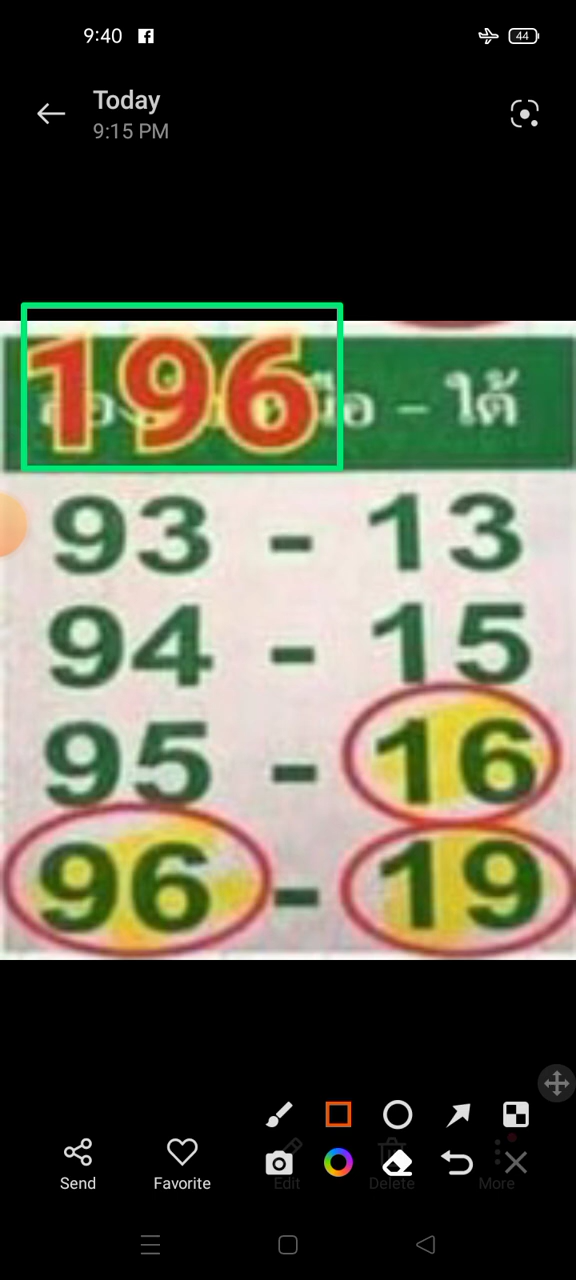 9:40 44
Today
9:15 PM
196 – ใต้
93 - 13
94 - 15
95 - 16
96 - 19
Send Favorite Edit Delete More